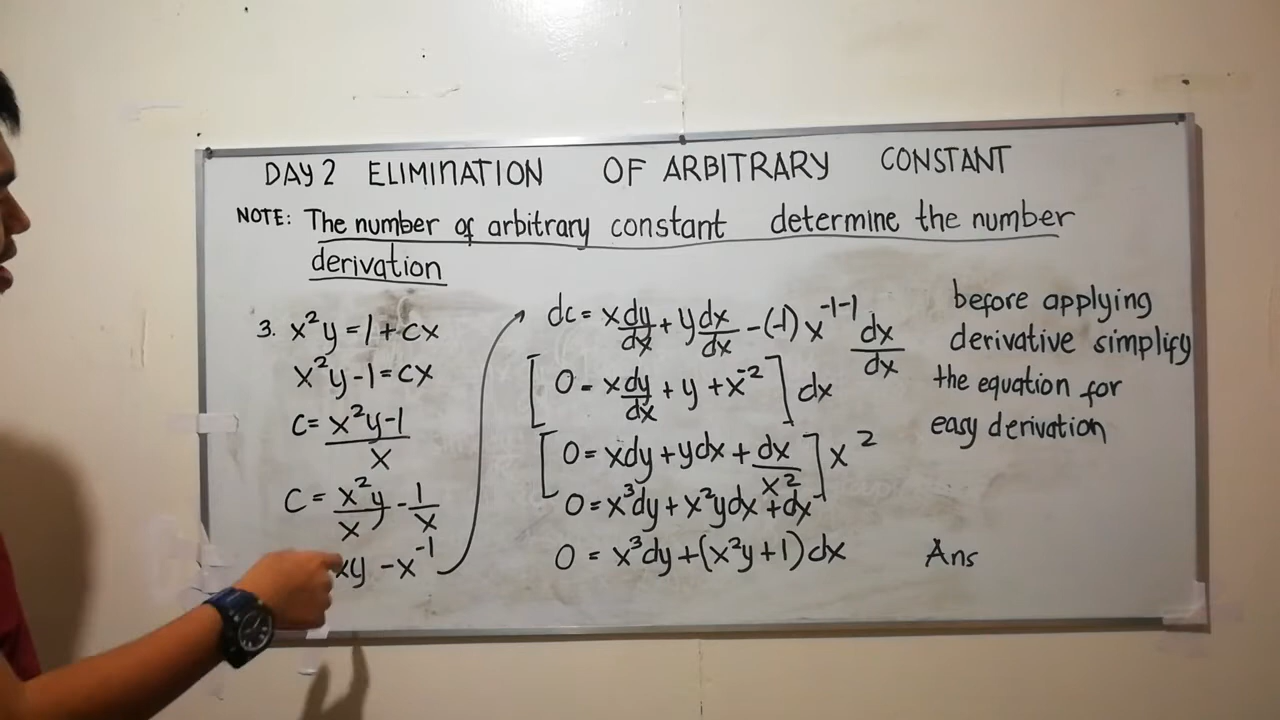 DAY 2 ELIMINATION OF ARBITRARY CONSTANT
NOTE: The number of arbitrary constant determine the number
derivation
3. x²y = 1 + cx
x²y - 1 = cx
c = x²y - 1 / x
C = x²y / x - 1 / x
xy - x⁻¹
dc = x dy/dx + y dx/dx - (-1) x⁻¹⁻¹ dx/dx
[ 0 = x dy/dx + y + x⁻² ] dx
[ 0 = xdy + ydx + dx/x² ] x²
0 = x³dy + x²ydx + dx
0 = x³dy + (x²y + 1)dx Ans
before applying
derivative simplify
the equation for
easy derivation